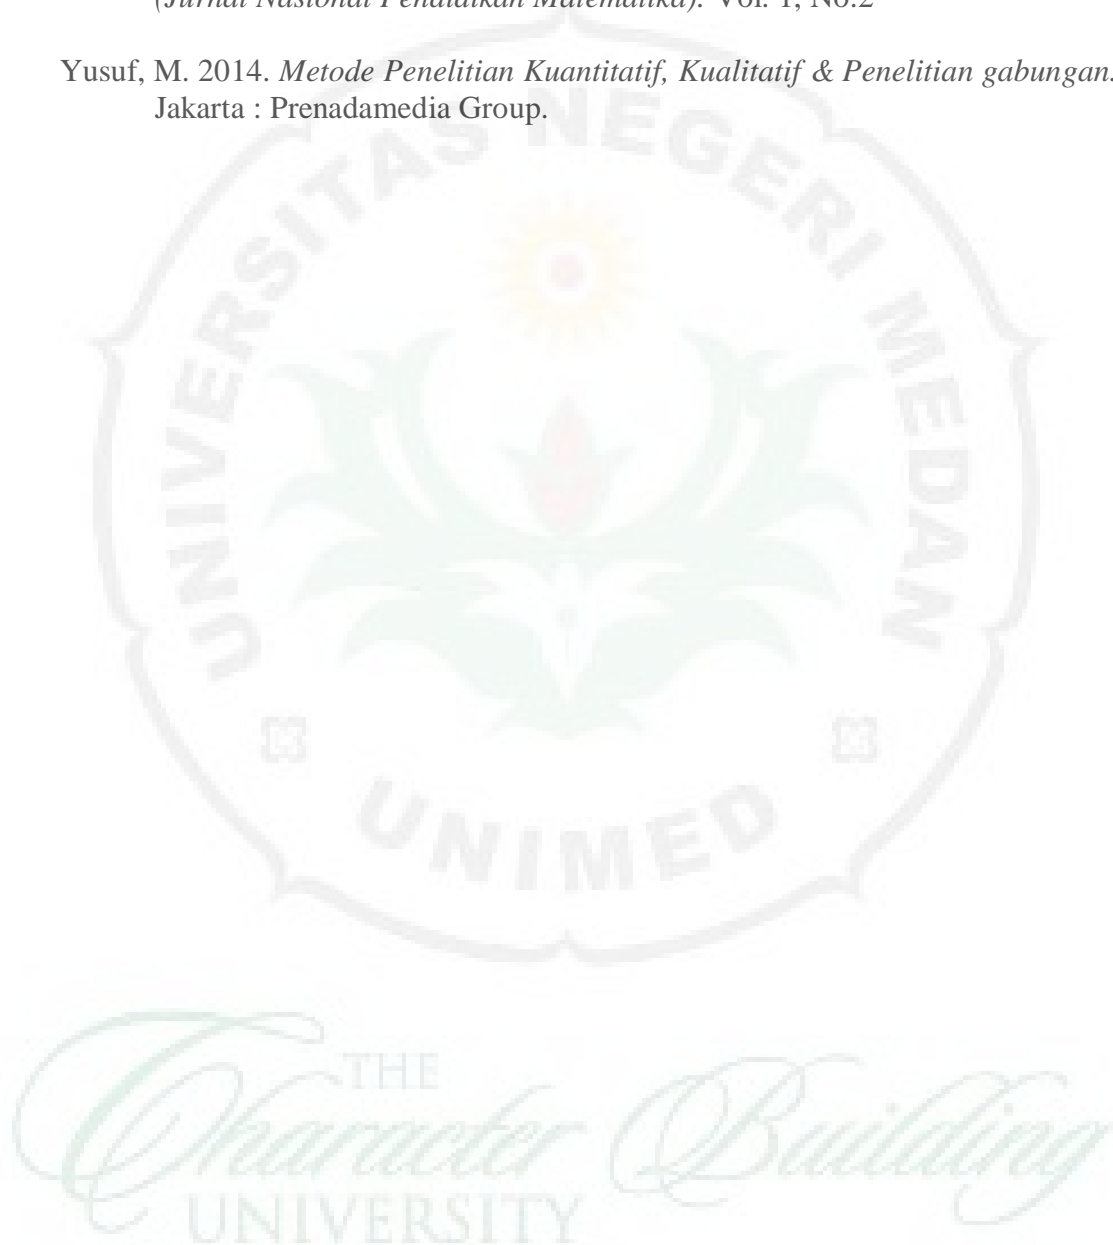 (Jurnal Nasional Pendidikan Matematika). Vol. 1, No.2
Yusuf, M. 2014. Metode Penelitian Kuantitatif, Kualitatif & Penelitian gabungan.
Jakarta : Prenadamedia Group.
UNIVERSITAS NEGERI MEDAN
UNIMED
THE
Character Building
UNIVERSITY